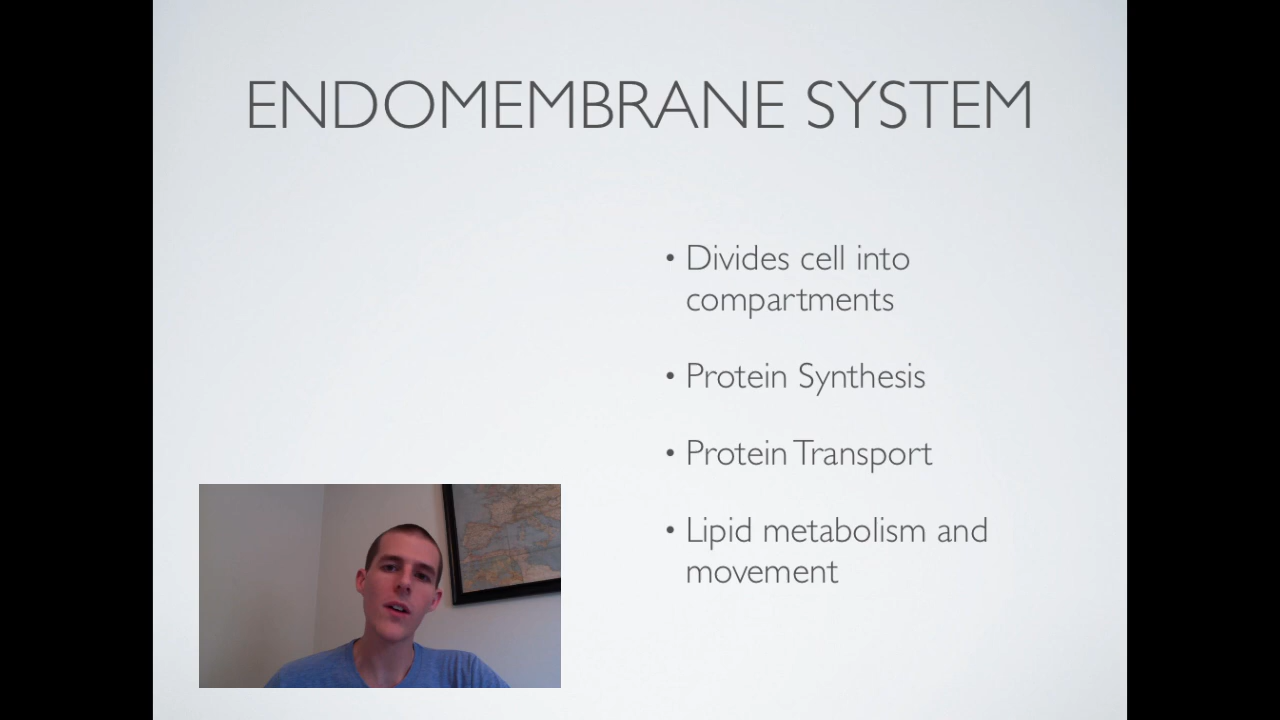 ENDOMEMBRANE SYSTEM
• Divides cell into
compartments
• Protein Synthesis
• Protein Transport
• Lipid metabolism and
movement